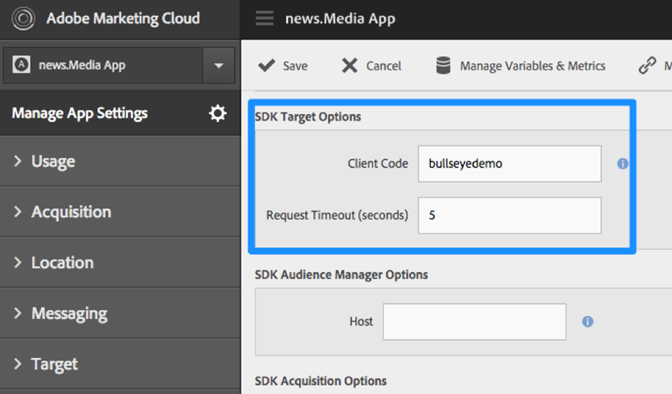 Adobe Marketing Cloud
news.Media App
A news.Media App
Save
Cancel
Manage Variables & Metrics
M
Manage App Settings
Usage
Acquisition
Location
Messaging
Target
SDK Target Options
Client Code bullseyedemo i
Request Timeout (seconds) 5
SDK Audience Manager Options
Host i
SDK Acquisition Options